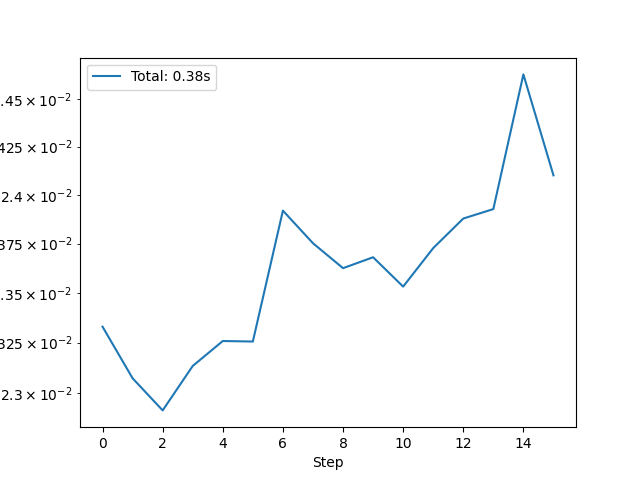 Total: 0.38s
.45 × 10⁻²
425 × 10⁻²
2.4 × 10⁻²
375 × 10⁻²
.35 × 10⁻²
325 × 10⁻²
2.3 × 10⁻²
0 2 4 6 8 10 12 14
Step